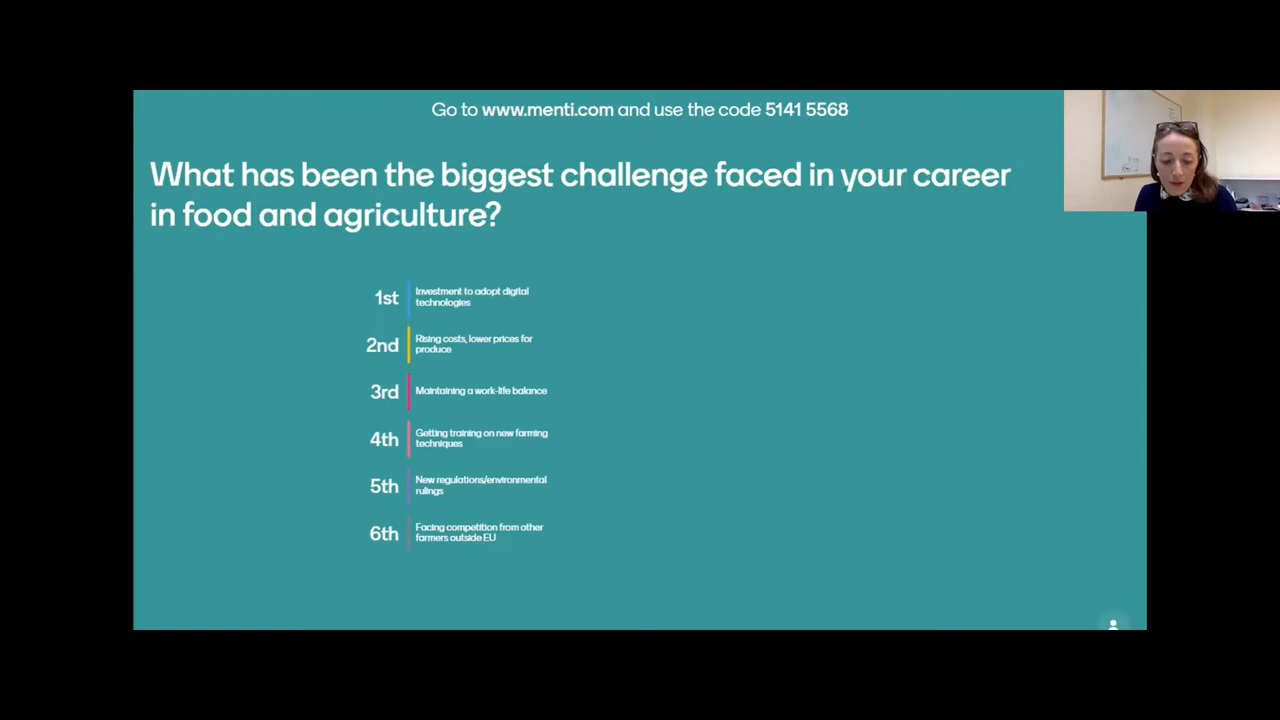 Go to www.menti.com and use the code 5141 5568
What has been the biggest challenge faced in your career
in food and agriculture?
1st
Investment to adopt digital
technologies
2nd
Rising costs, lower prices for
produce
3rd
Maintaining a work-life balance
4th
Getting training on new farming
techniques
5th
New regulations/environmental
rulings
6th
Facing competition from other
farmers outside EU